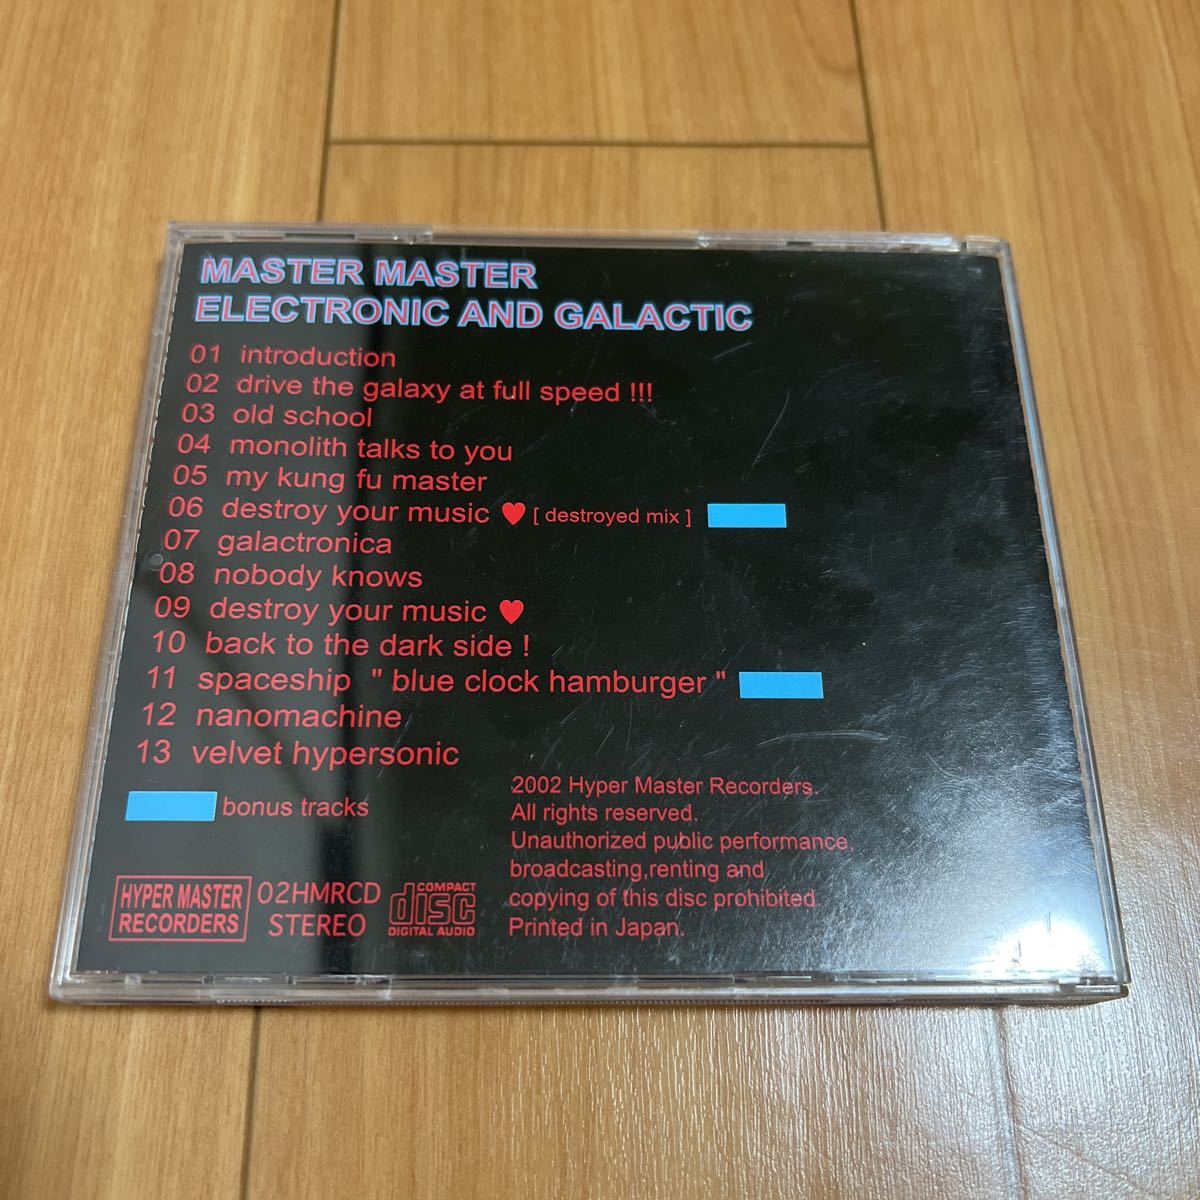 MASTER MASTER
ELECTRONIC AND GALACTIC
01 introduction
02 drive the galaxy at full speed !!!
03 old school
04 monolith talks to you
05 my kung fu master
06 destroy your music ♥ [ destroyed mix ]
07 galactronica
08 nobody knows
09 destroy your music ♥
10 back to the dark side !
11 spaceship " blue clock hamburger "
12 nanomachine
13 velvet hypersonic
bonus tracks
2002 Hyper Master Recorders.
All rights reserved.
Unauthorized public performance,
broadcasting,renting and
copying of this disc prohibited
Printed in Japan.
HYPER MASTER
RECORDERS
02HMRCD
STEREO
COMPACT
disc
DIGITAL AUDIO